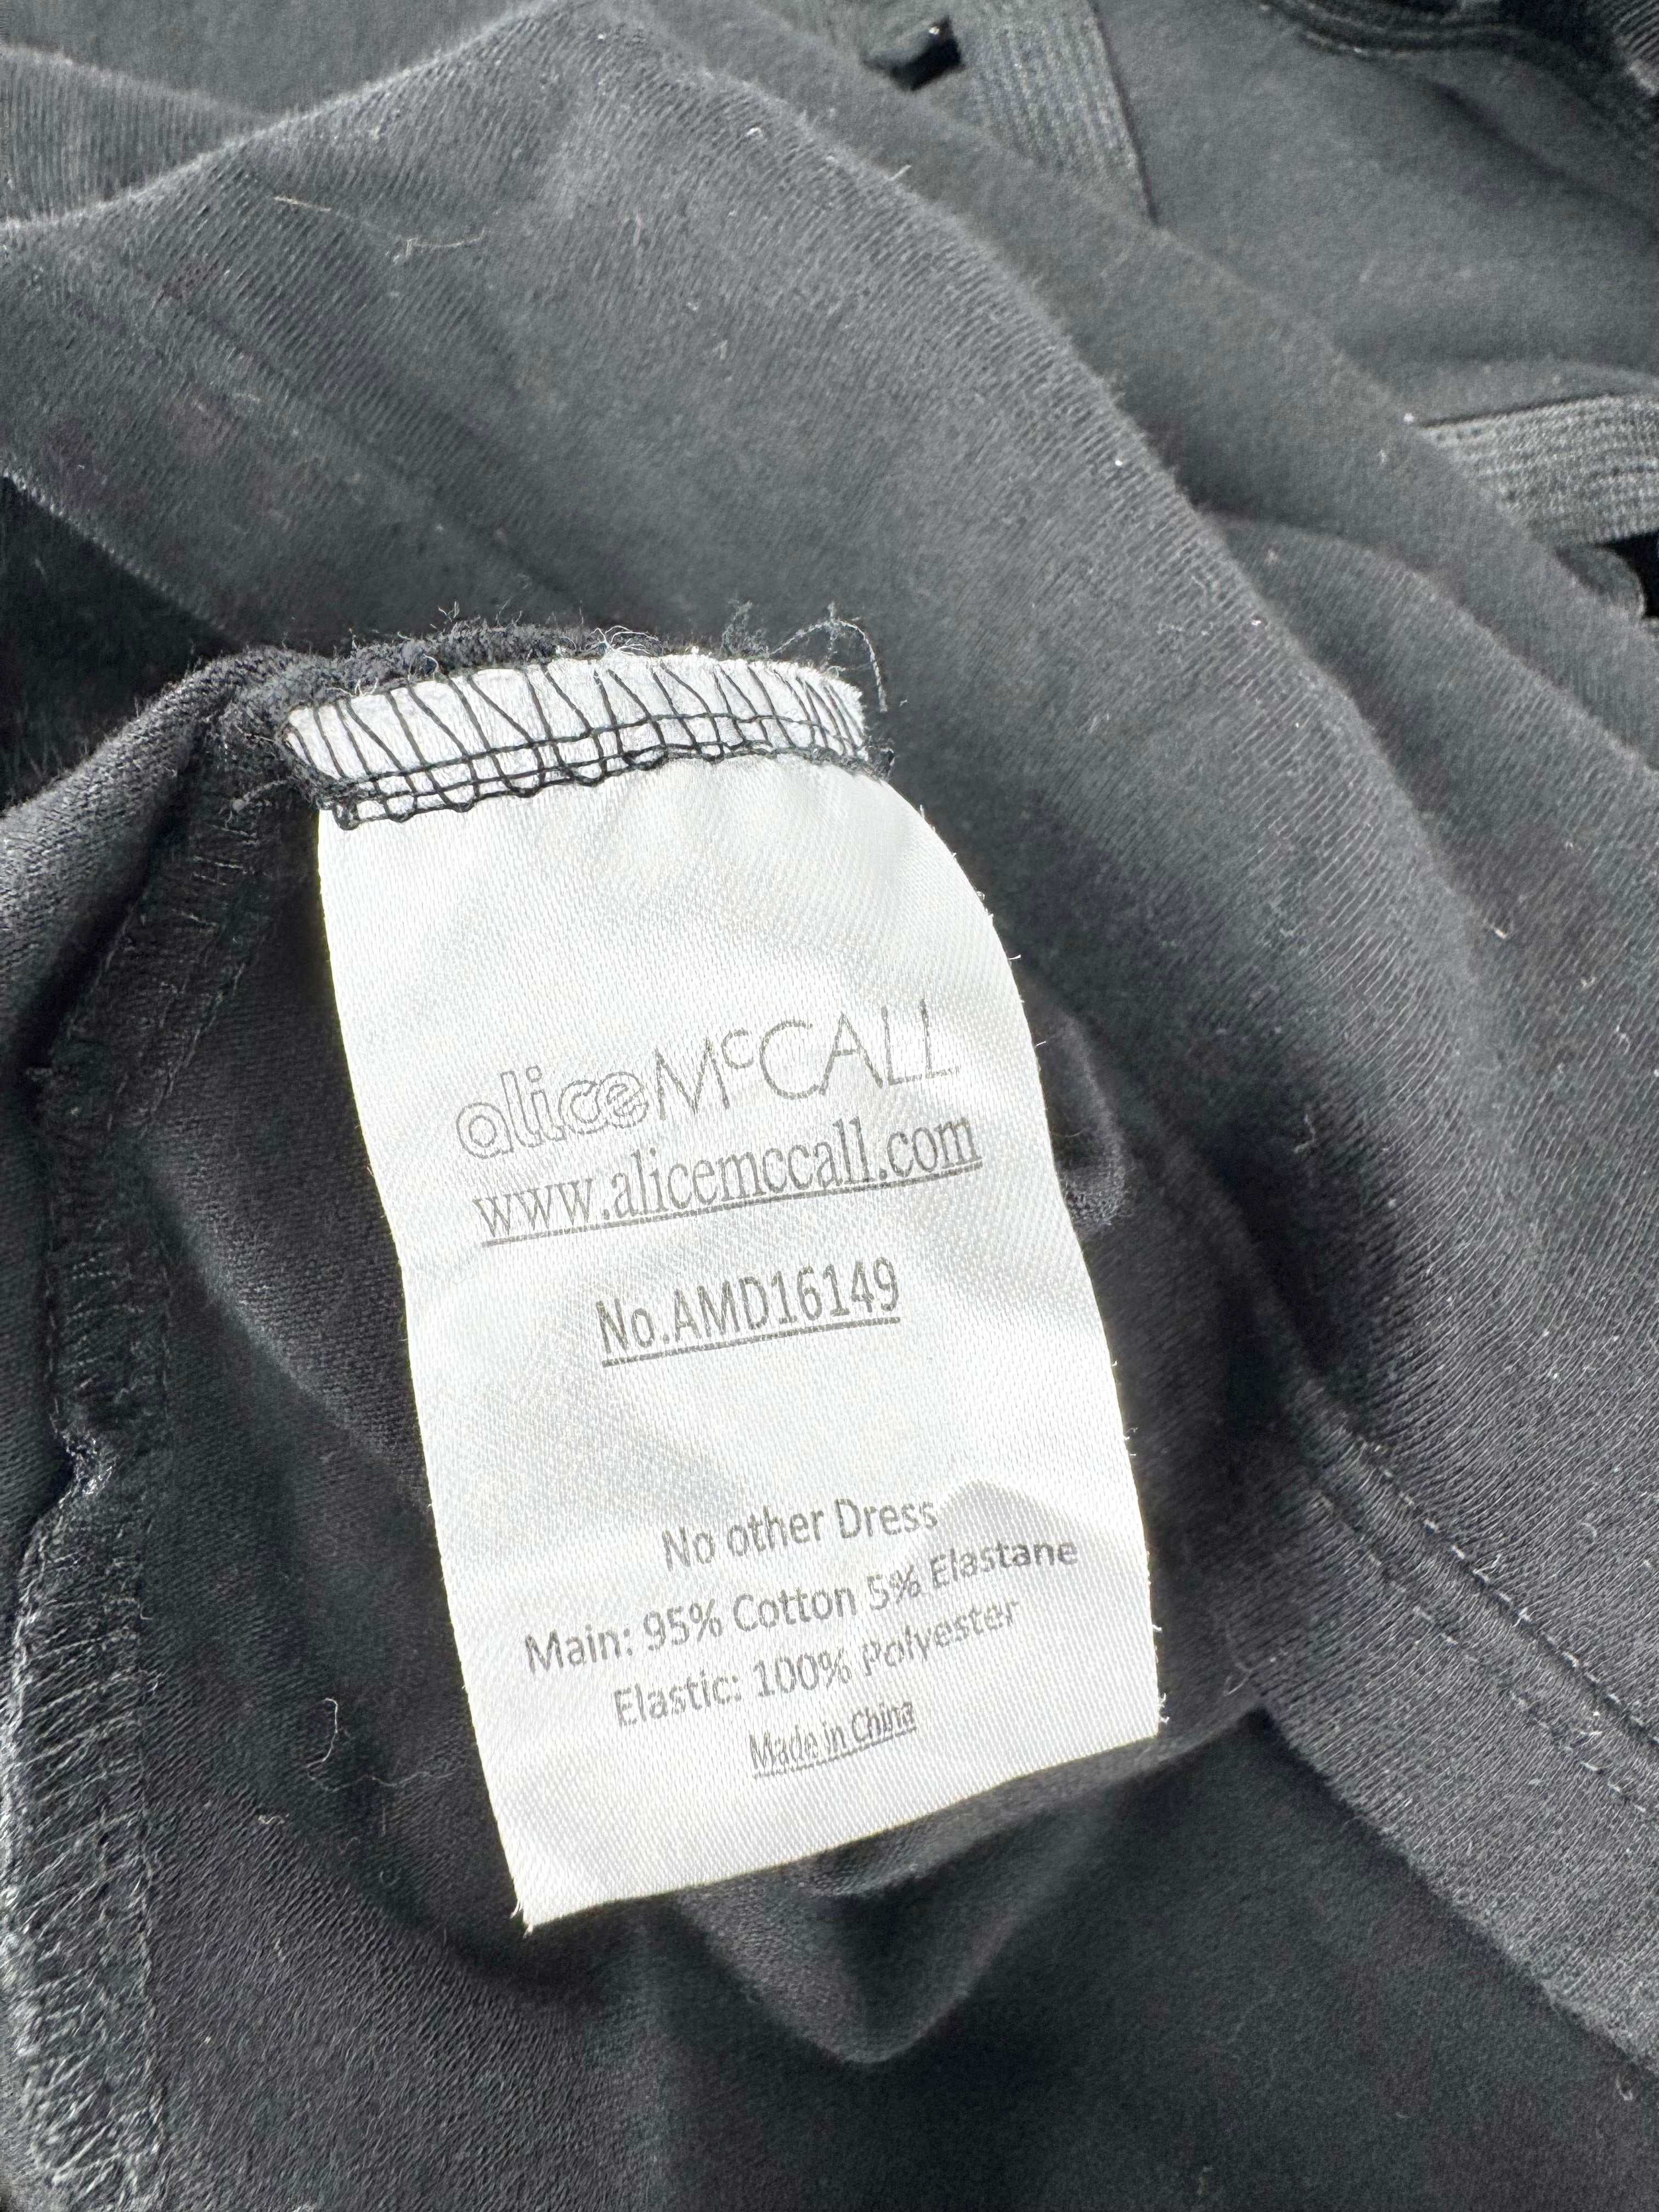 aliceMcCALL
www.alicemccall.com
No.AMD16149
No other Dress
Main: 95% Cotton 5% Elastane
Elastic: 100% Polyester
Made in China